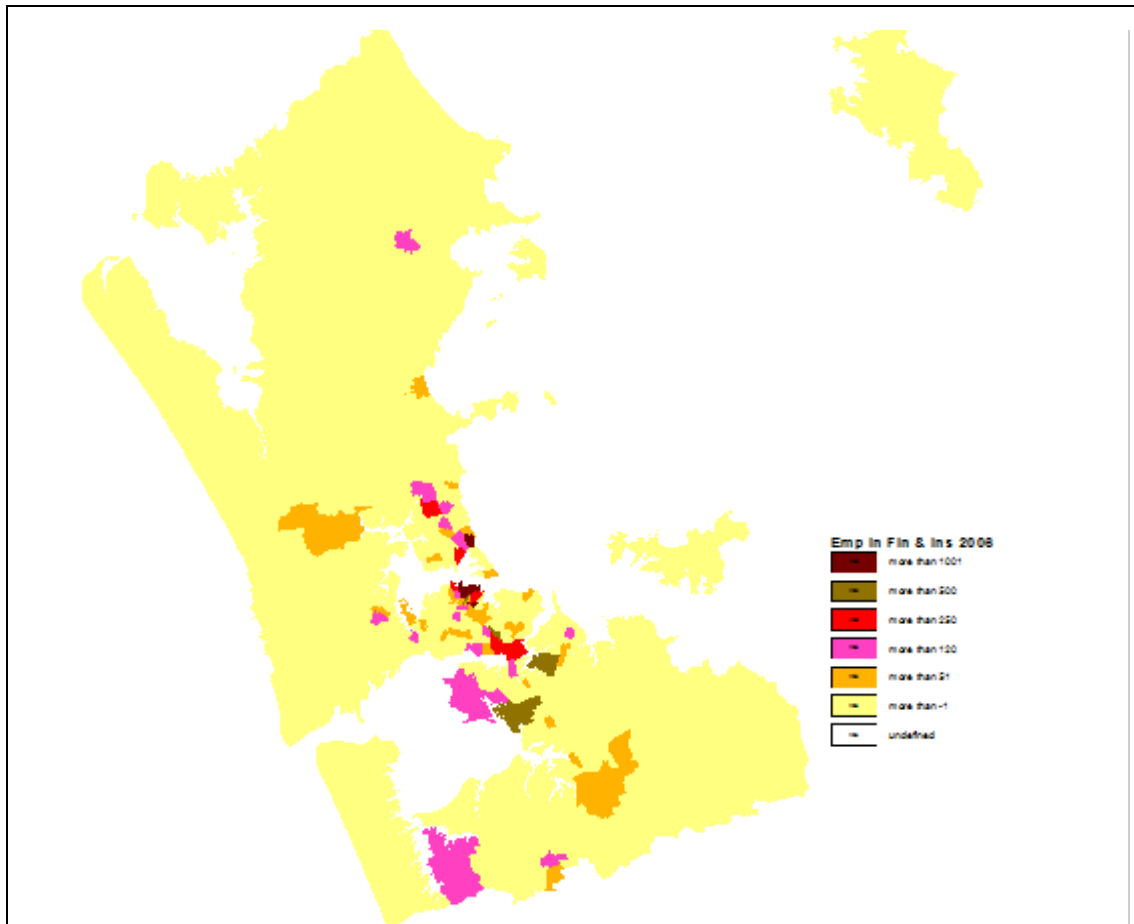 Emp in Fin & Ins 2006
more than 1001
more than 500
more than 250
more than 120
more than 51
more than -1
undefined